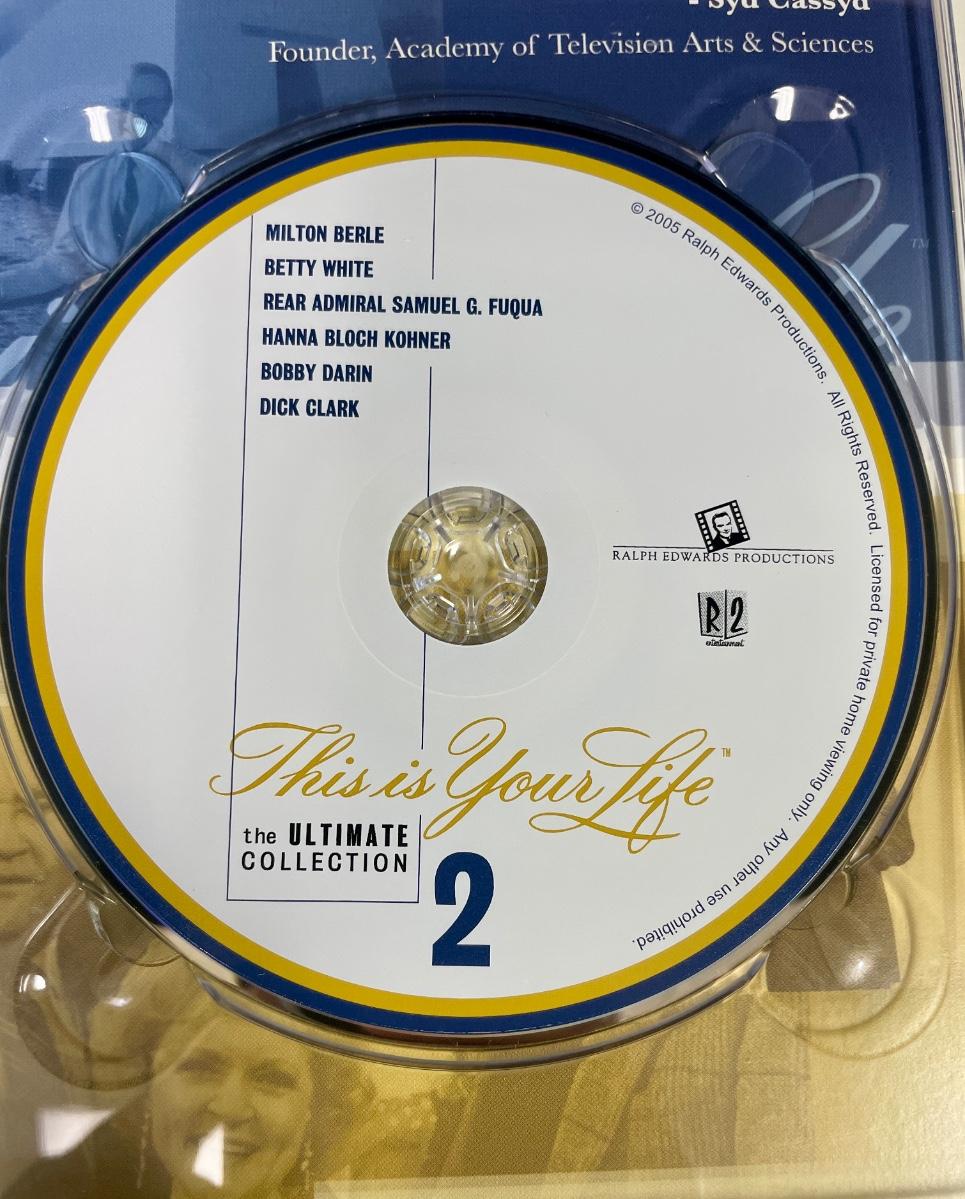 - Syd Cassyd
Founder, Academy of Television Arts & Sciences
TM
MILTON BERLE
BETTY WHITE
REAR ADMIRAL SAMUEL G. FUQUA
HANNA BLOCH KOHNER
BOBBY DARIN
DICK CLARK
© 2005 Ralph Edwards Productions. All Rights Reserved. Licensed for private home viewing only. Any other use prohibited.
RALPH EDWARDS PRODUCTIONS
R2
entertainment
This is Your Life™
the ULTIMATE
COLLECTION
2